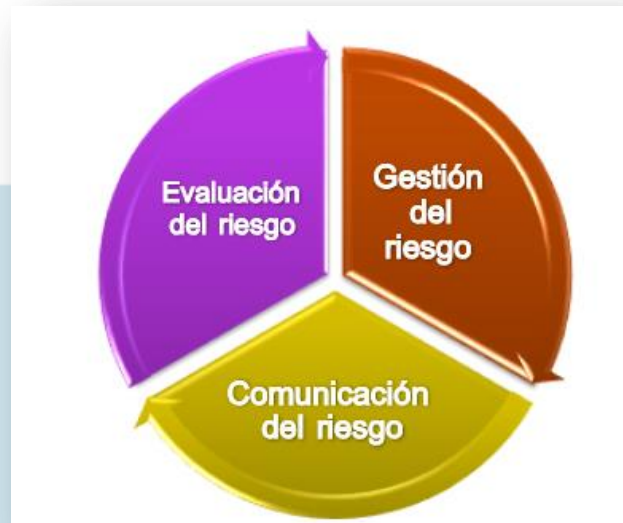 Evaluación
del riesgo
Gestión
del
riesgo
Comunicación
del riesgo